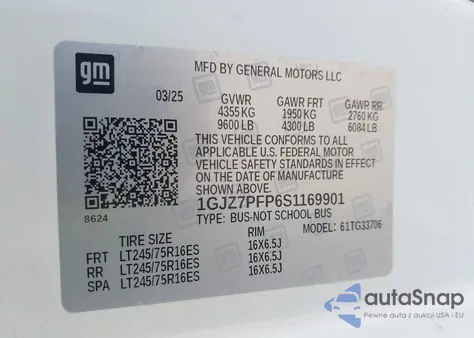 gm
MFD BY GENERAL MOTORS LLC
03/25 GVWR GAWR FRT GAWR RR
4355 KG 1950 KG 2760 KG
9600 LB 4300 LB 6084 LB
THIS VEHICLE CONFORMS TO ALL
APPLICABLE U.S. FEDERAL MOTOR
VEHICLE SAFETY STANDARDS IN EFFECT
ON THE DATE OF MANUFACTURE
SHOWN ABOVE.
8624
1GJZ7PFP6S1169901
TYPE: BUS-NOT SCHOOL BUS
TIRE SIZE RIM MODEL: 61TG33706
FRT LT245/75R16ES 16X6.5J
RR LT245/75R16ES 16X6.5J
SPA LT245/75R16ES 16X6.5J
autoSnap
Pewne auta z aukcji USA i EU